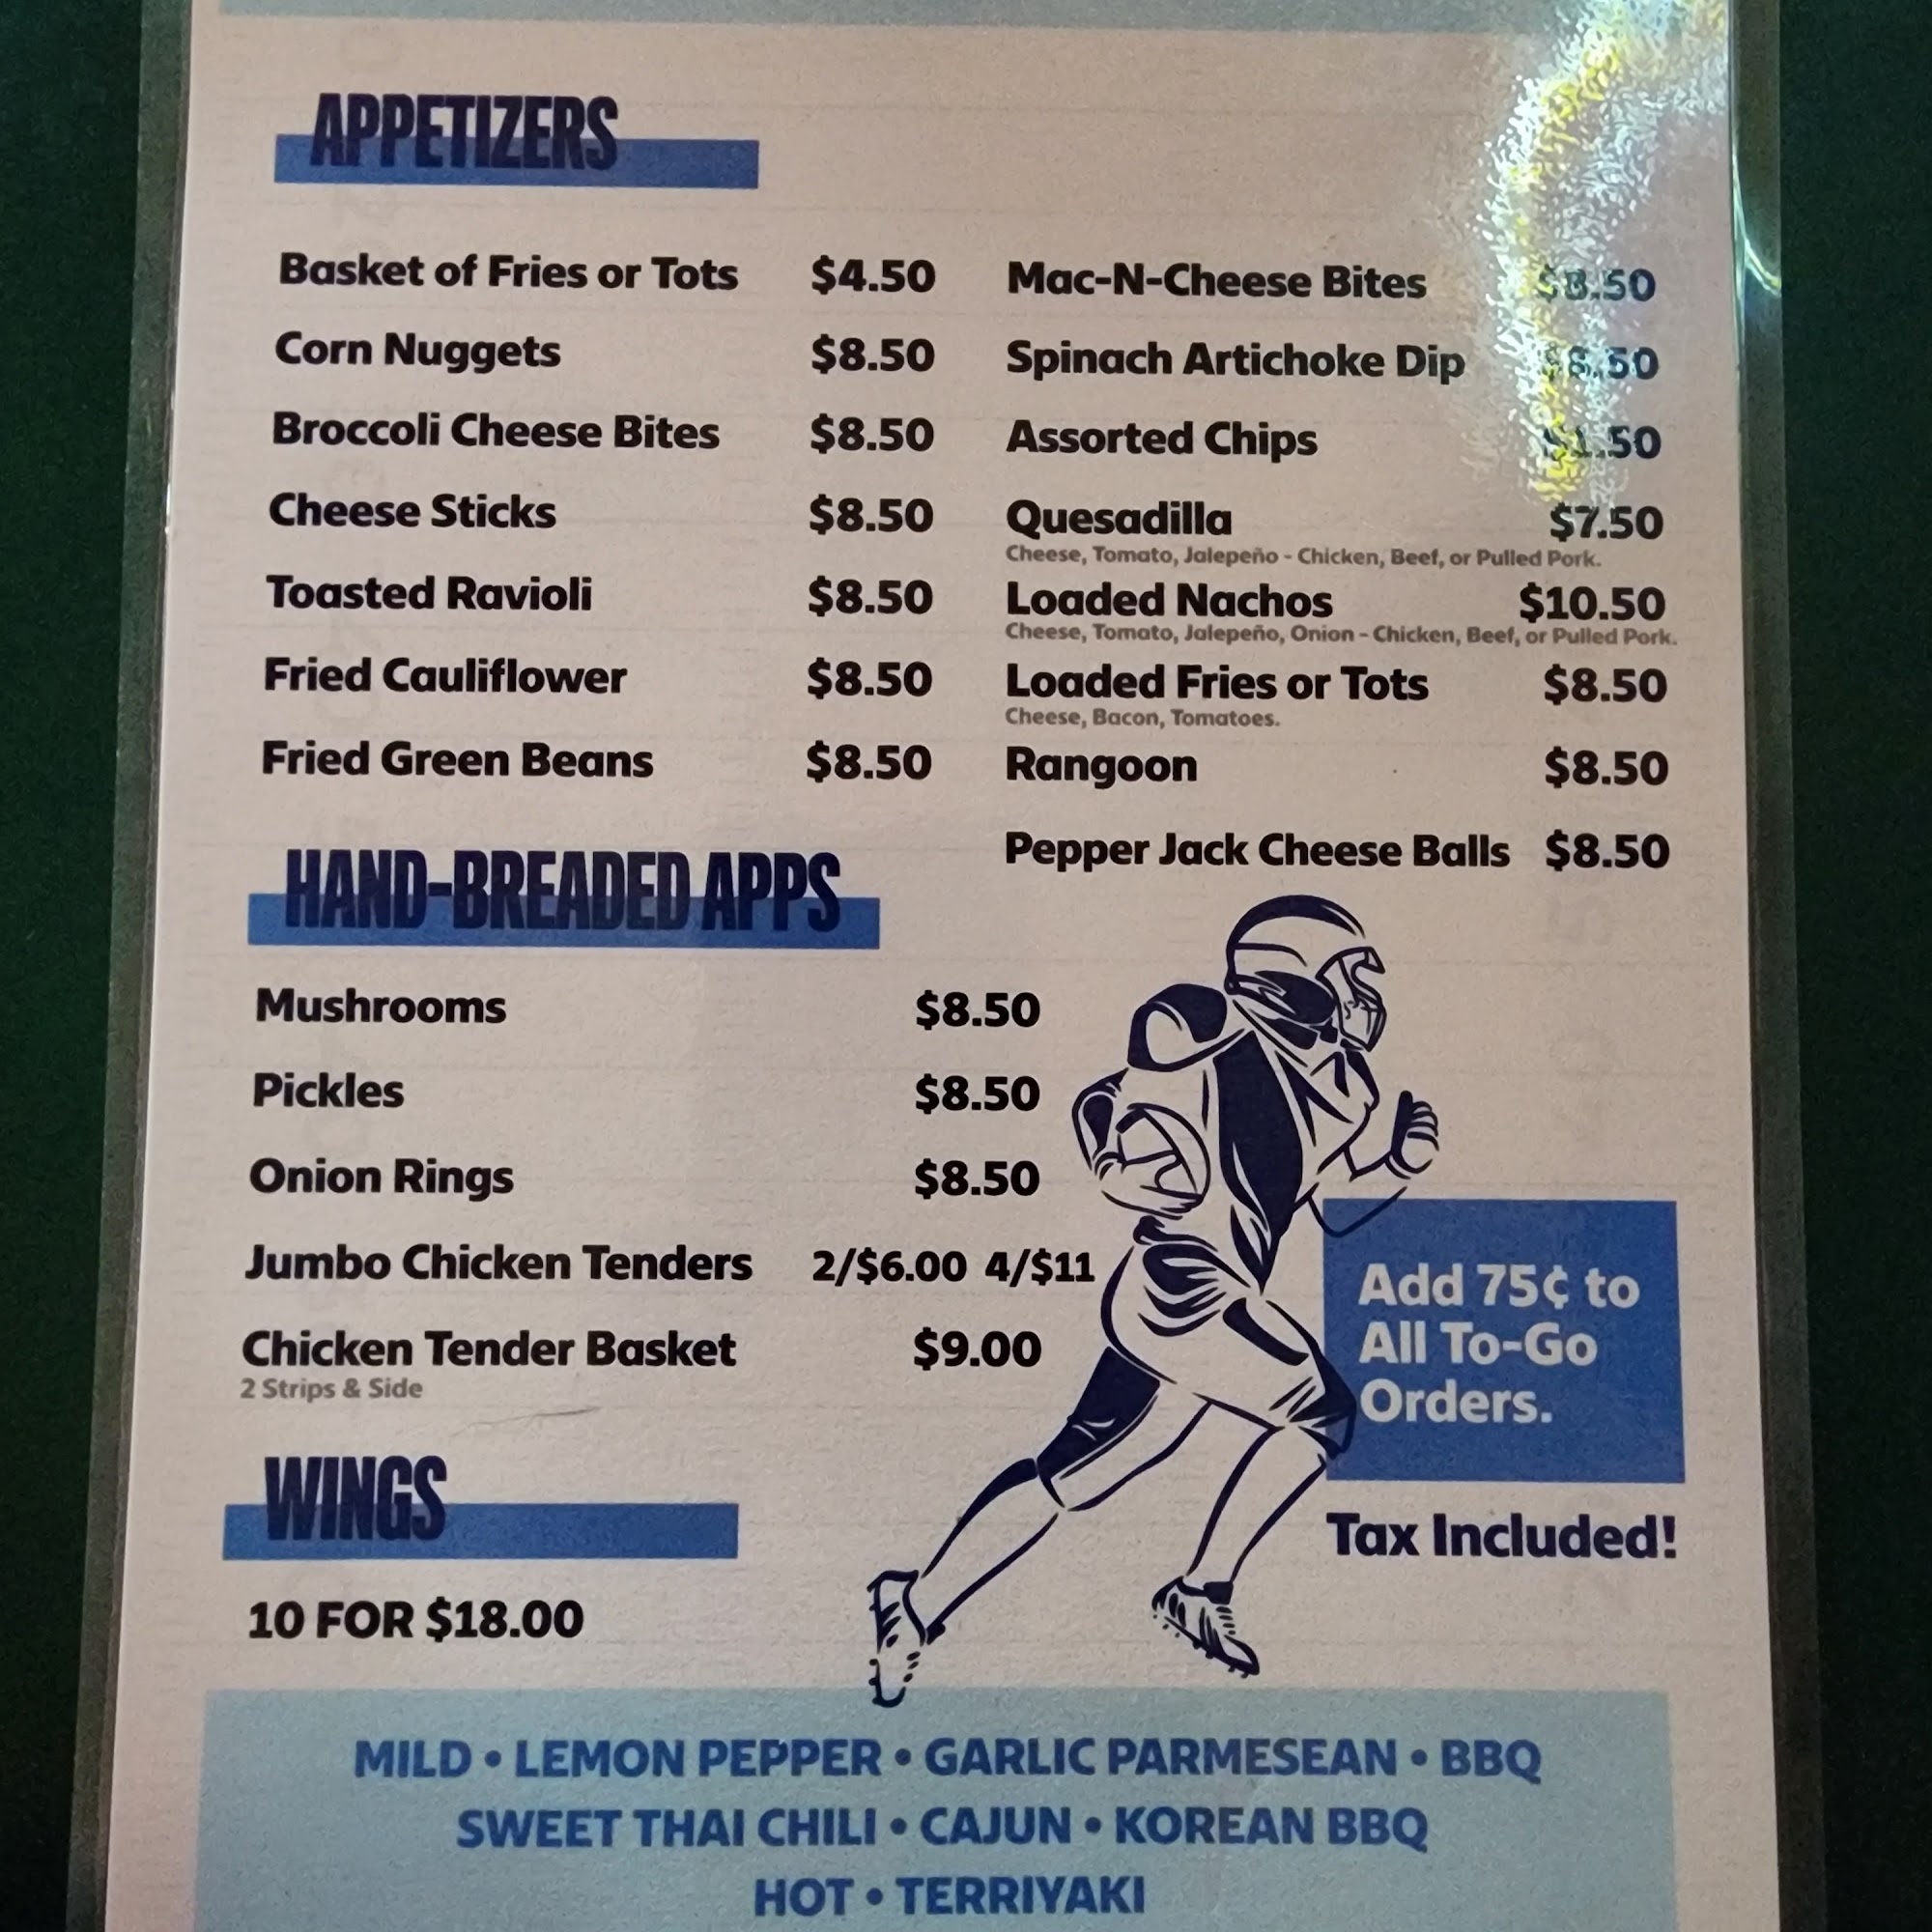 APPETIZERS
Basket of Fries or Tots $4.50
Corn Nuggets $8.50
Broccoli Cheese Bites $8.50
Cheese Sticks $8.50
Toasted Ravioli $8.50
Fried Cauliflower $8.50
Fried Green Beans $8.50
Mac-N-Cheese Bites $8.50
Spinach Artichoke Dip $8.50
Assorted Chips $1.50
Quesadilla $7.50
Cheese, Tomato, Jalepeño - Chicken, Beef, or Pulled Pork.
Loaded Nachos $10.50
Cheese, Tomato, Jalepeño, Onion - Chicken, Beef, or Pulled Pork.
Loaded Fries or Tots $8.50
Cheese, Bacon, Tomatoes.
Rangoon $8.50
Pepper Jack Cheese Balls $8.50
HAND-BREADED APPS
Mushrooms $8.50
Pickles $8.50
Onion Rings $8.50
Jumbo Chicken Tenders 2/$6.00 4/$11
Chicken Tender Basket $9.00
2 Strips & Side
Add 75¢ to
All To-Go
Orders.
Tax Included!
WINGS
10 FOR $18.00
MILD • LEMON PEPPER • GARLIC PARMESEAN • BBQ
SWEET THAI CHILI • CAJUN • KOREAN BBQ
HOT • TERRIYAKI